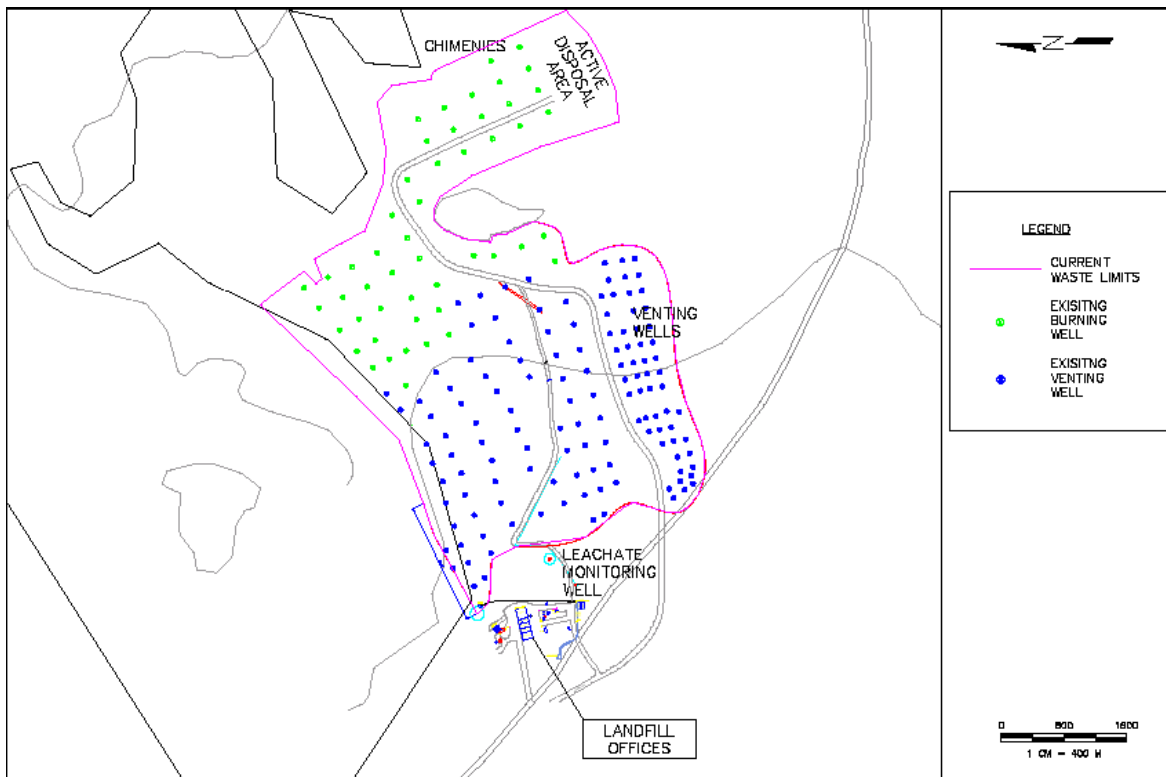 CHIMENIES
ACTIVE
DISPOSAL
AREA
VENTING
WELLS
LEACHATE
MONITORING
WELL
LANDFILL
OFFICES
N
LEGEND
CURRENT
WASTE LIMITS
EXISITNG
BURNING
WELL
EXISITNG
VENTING
WELL
0 800 1600
1 CM = 400 M